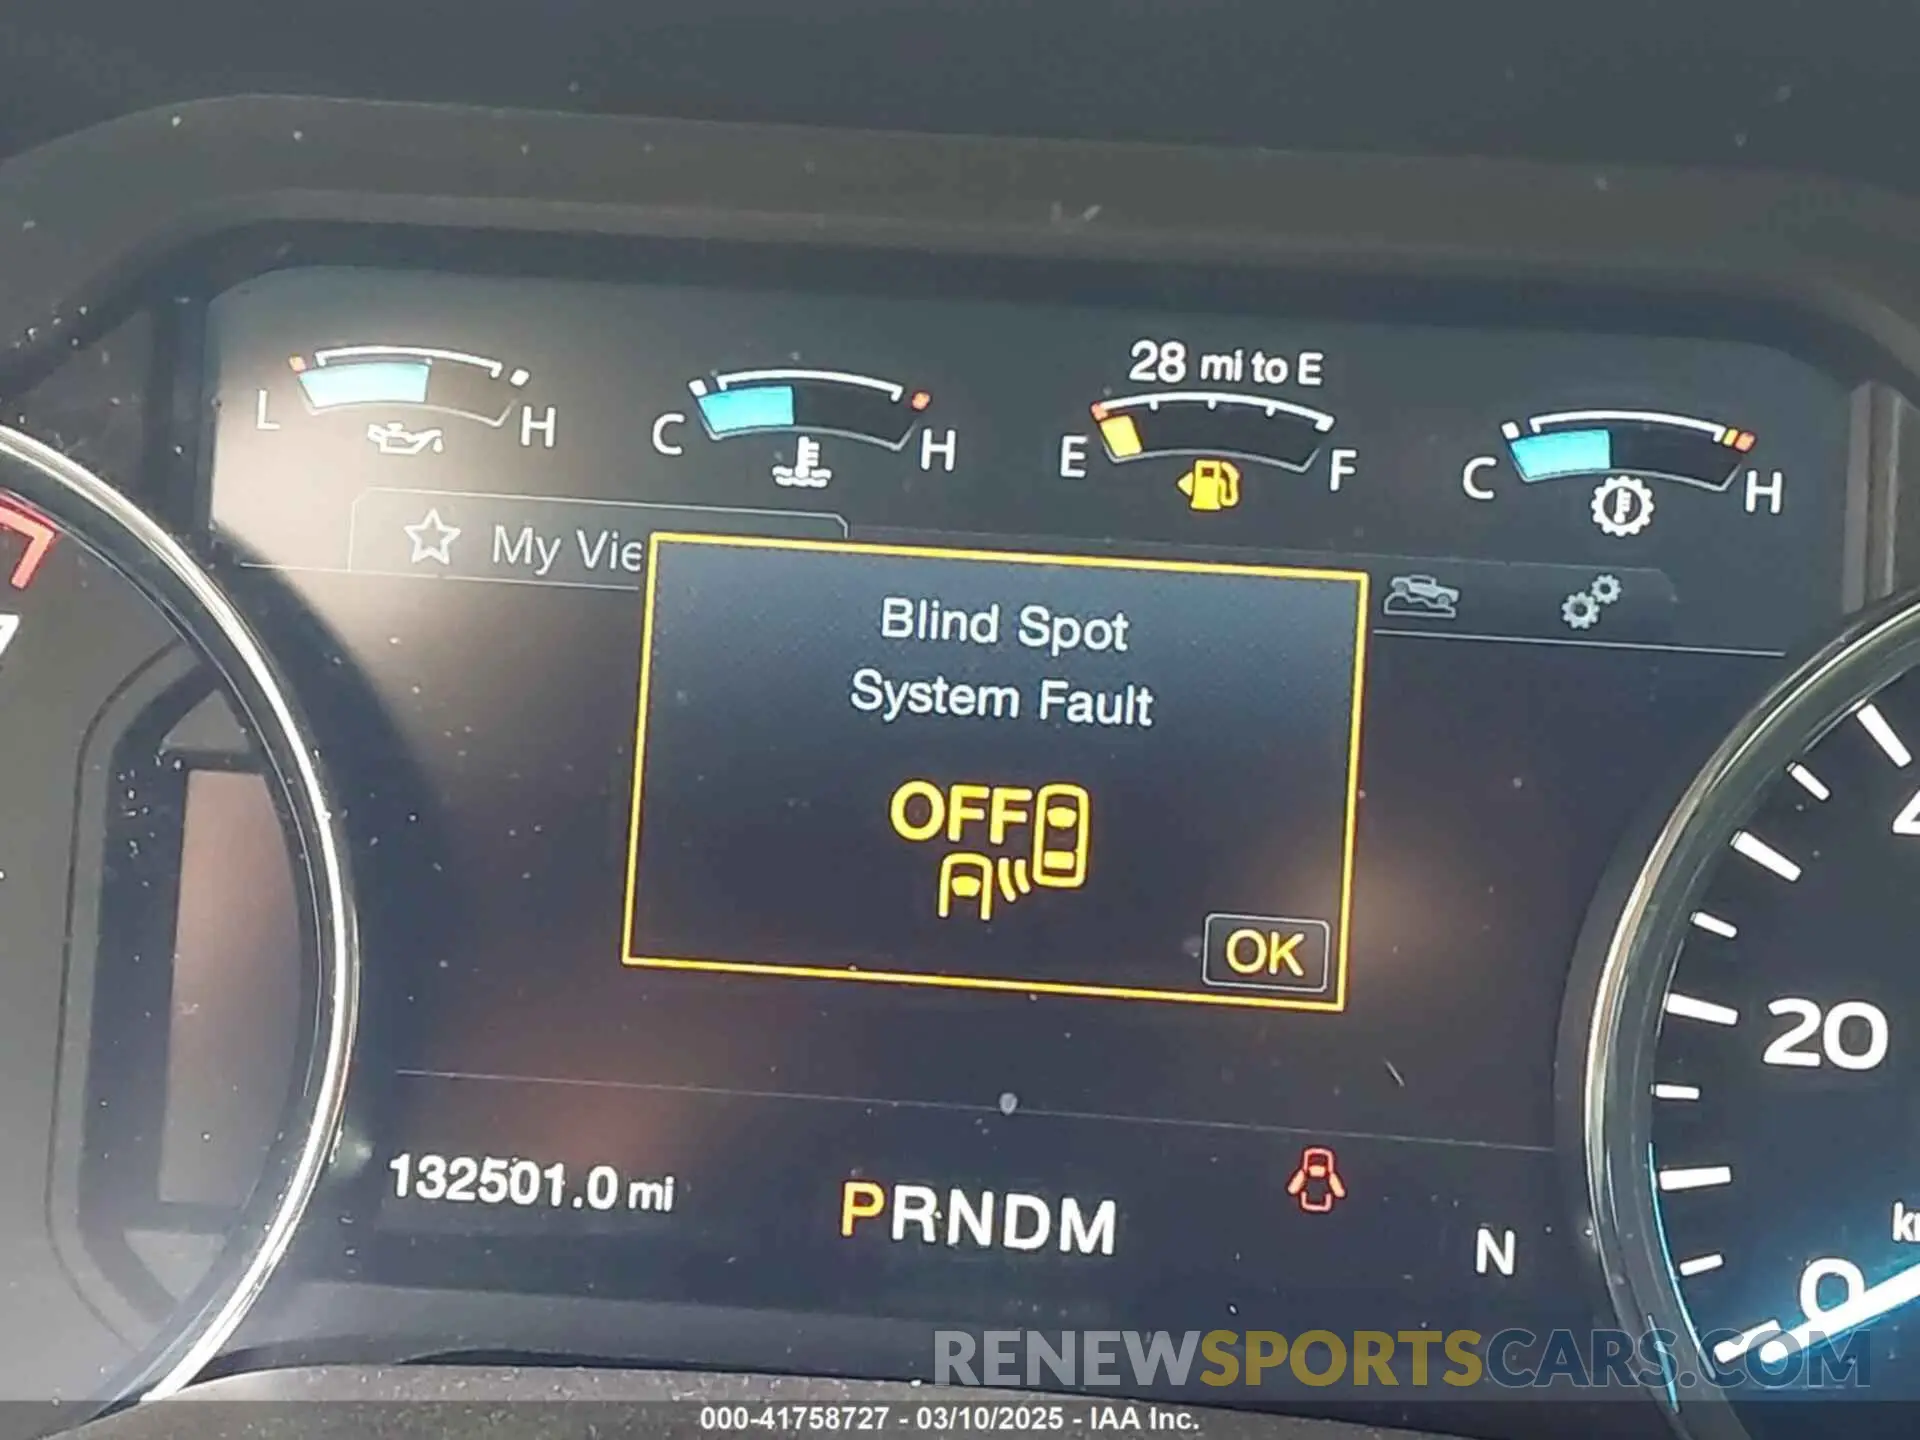 28 mi to E
L H
C H
E F
C H
My Vie
Blind Spot
System Fault
OFF
OK
20
0
132501.0 mi
PRNDM
N
RENEWSPORTSCARS.COM
000-41758727 - 03/10/2025 - IAA Inc.